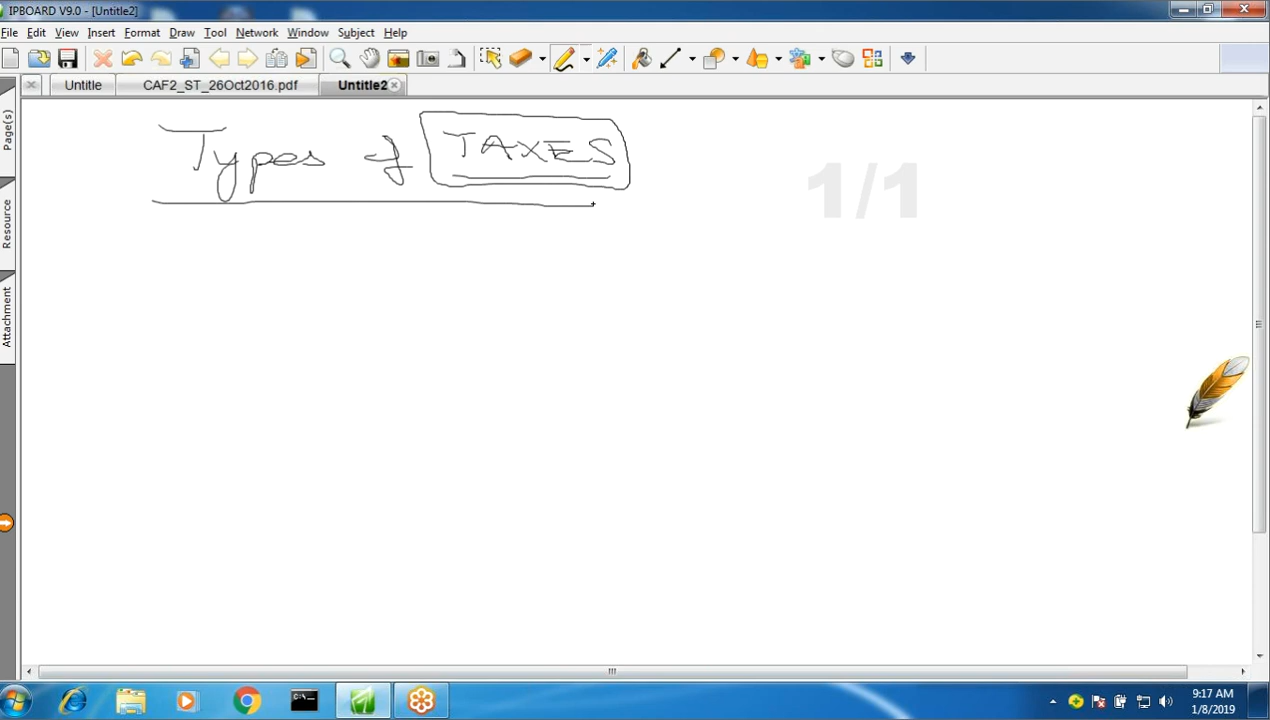 IPBOARD V9.0 - [Untitle2]
File Edit View Insert Format Draw Tool Network Window Subject Help
Untitle CAF2_ST_26Oct2016.pdf Untitle2
Types of TAXES
1/1
Page(s)
Resource
Attachment
9:17 AM
1/8/2019